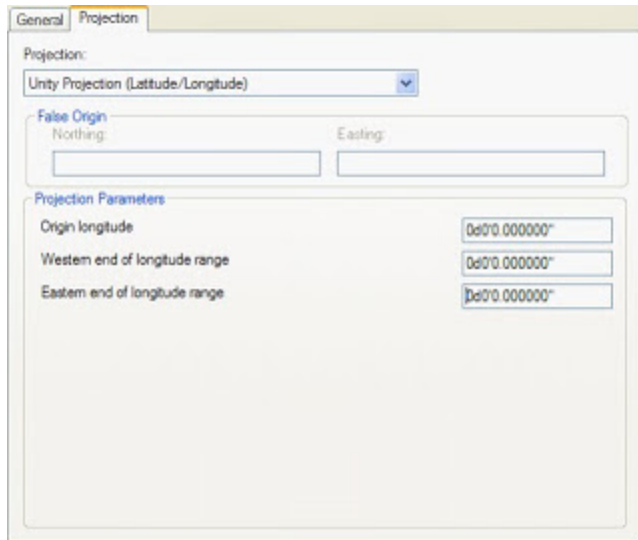 General Projection
Projection:
Unity Projection (Latitude/Longitude)
False Origin
Northing: Easting:
Projection Parameters
Origin longitude 0d0'0.000000"
Western end of longitude range 0d0'0.000000"
Eastern end of longitude range 0d0'0.000000"